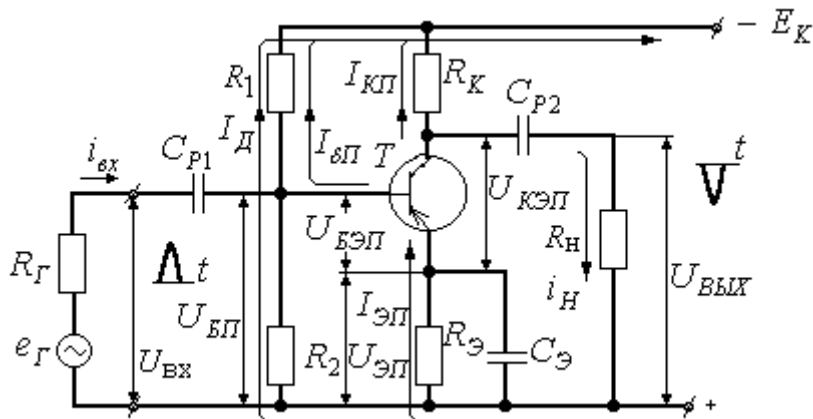 − E_К
R_1
I_КП
R_К
C_Р2
I_Д
I_бП
T
C_Р1
i_вх
t
U_КЭП
U_БЭП
R_Н
R_Г
t
U_БП
I_ЭП
i_Н
U_ВЫХ
e_Г
U_ВХ
R_2
U_ЭП
R_Э
C_Э
+